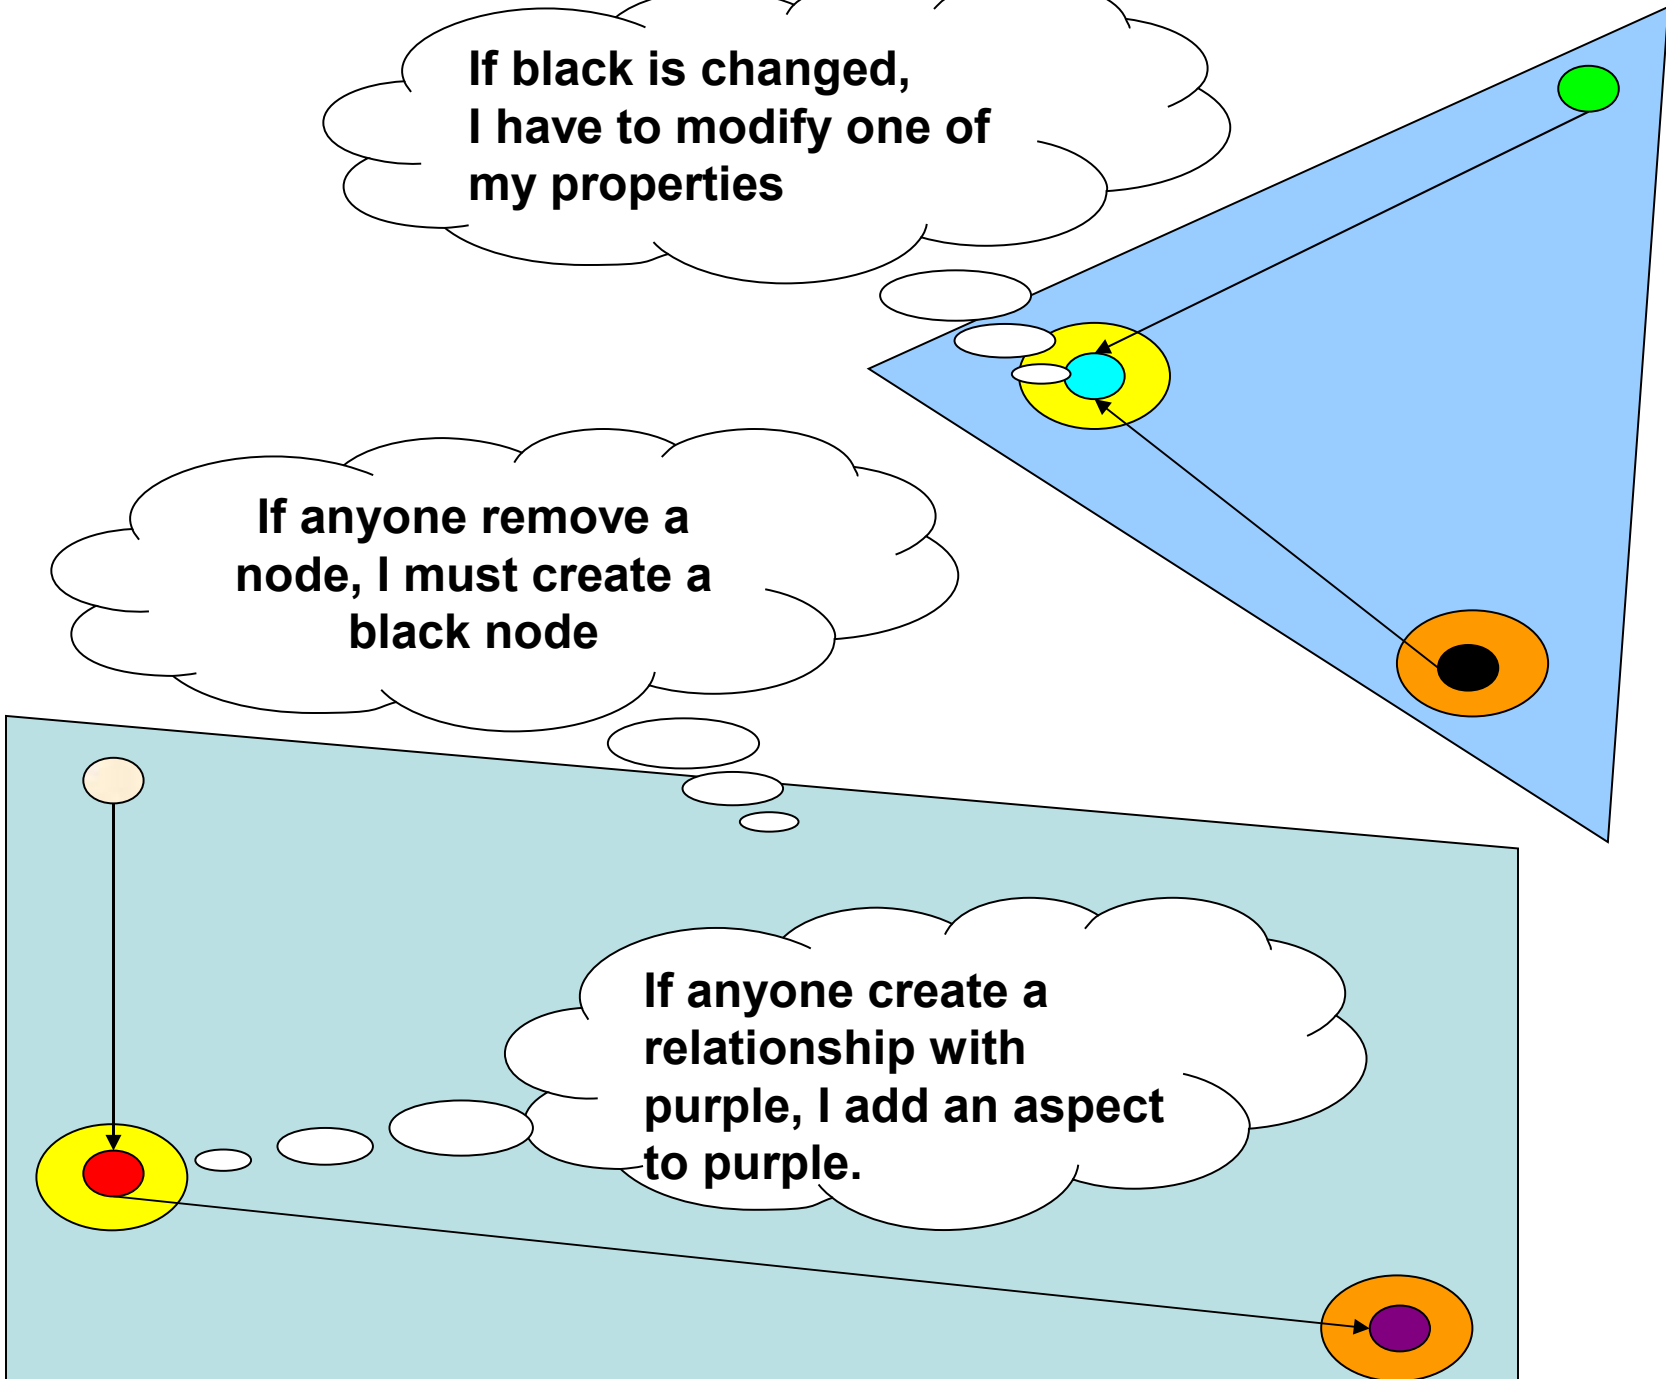 If black is changed,
I have to modify one of
my properties
If anyone remove a
node, I must create a
black node
If anyone create a
relationship with
purple, I add an aspect
to purple.